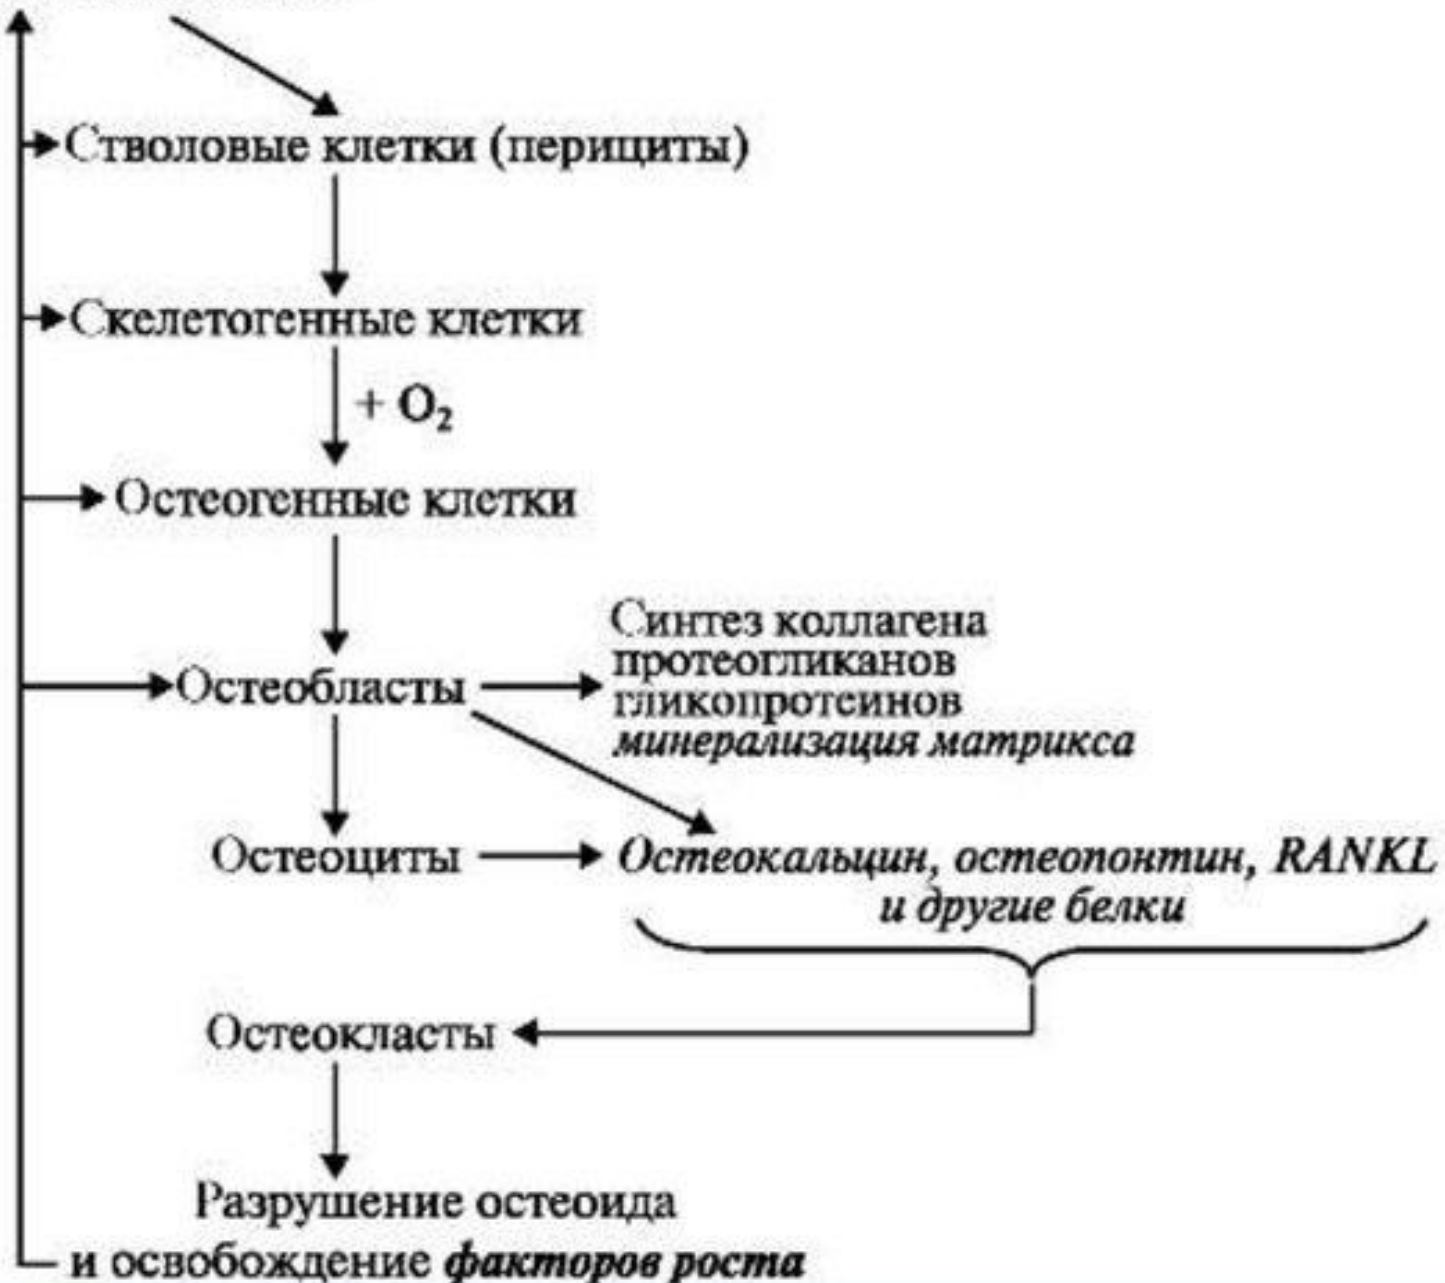 Стволовые клетки (перициты)
Скелетогенные клетки
+ O₂
Остеогенные клетки
Синтез коллагена
протеогликанов
гликопротеинов
минерализация матрикса
Остеобласты
Остеоциты
Остеокальцин, остеопонтин, RANKL
и другие белки
Остеокласты
Разрушение остеоида
и освобождение факторов роста